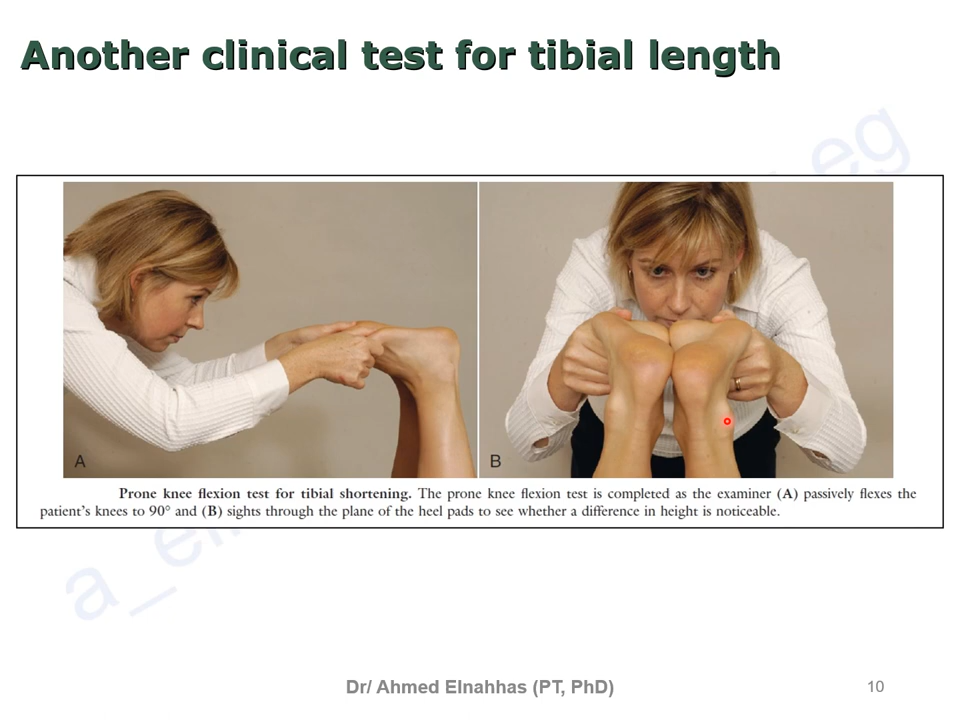 Another clinical test for tibial length
A
B
Prone knee flexion test for tibial shortening. The prone knee flexion test is completed as the examiner (A) passively flexes the
patient's knees to 90° and (B) sights through the plane of the heel pads to see whether a difference in height is noticeable.
Dr/ Ahmed Elnahhas (PT, PhD)
10